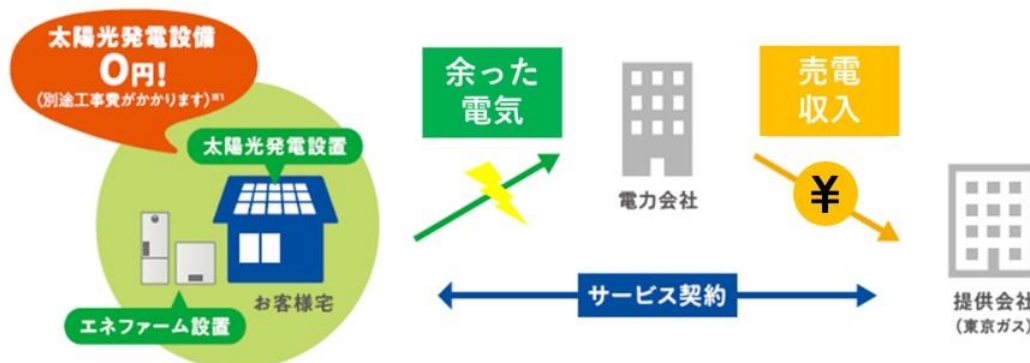 太陽光発電設備
0円!
(別途工事費がかかります)※1
太陽光発電設置
お客様宅
エネファーム設置
余った
電気
電力会社
売電
収入
¥
サービス契約
提供会社
(東京ガス)